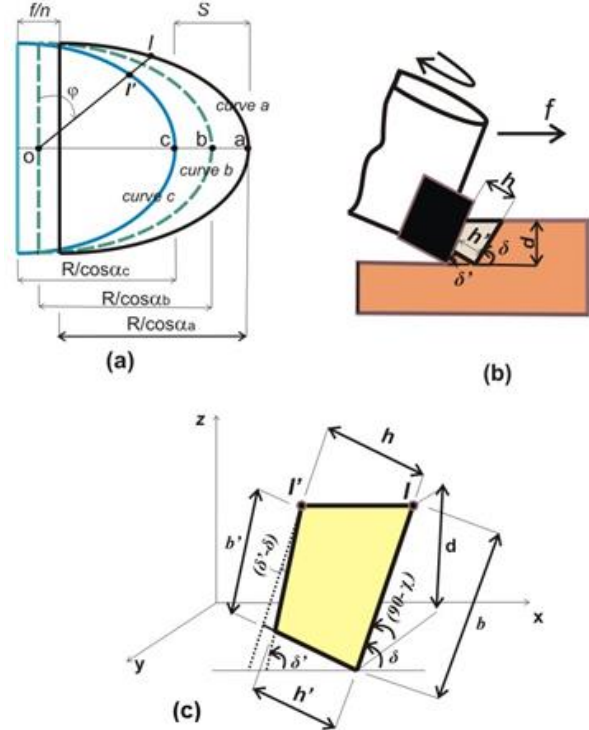 (a)
f/n
S
I
I'
φ
curve a
o
c
b
a
curve b
curve c
R/cosαc
R/cosαb
R/cosαa
(b)
f
h
h'
δ
d
δ'
(c)
z
h
I'
I
b'
(δ'-δ)
d
(90-χ)
b
x
y
δ'
δ
h'